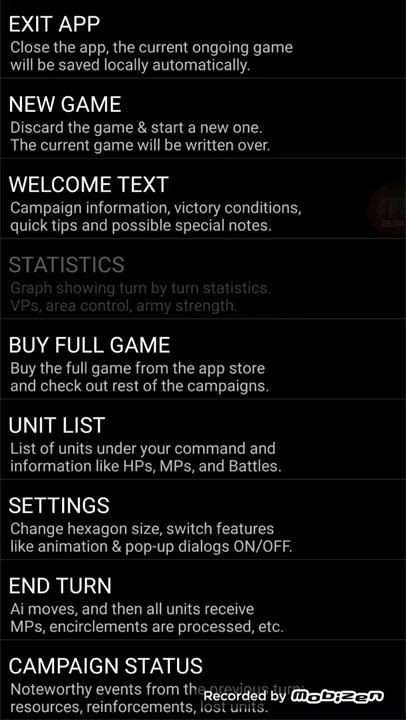 EXIT APP
Close the app, the current ongoing game
will be saved locally automatically.
NEW GAME
Discard the game & start a new one.
The current game will be written over.
WELCOME TEXT
Campaign information, victory conditions,
quick tips and possible special notes.
06:04
STATISTICS
Graph showing turn by turn statistics.
VPs, area control, army strength.
BUY FULL GAME
Buy the full game from the app store
and check out rest of the campaigns.
UNIT LIST
List of units under your command and
information like HPs, MPs, and Battles.
SETTINGS
Change hexagon size, switch features
like animation & pop-up dialogs ON/OFF.
END TURN
Ai moves, and then all units receive
MPs, encirclements are processed, etc.
CAMPAIGN STATUS
Noteworthy events from the previous turn:
resources, reinforcements, lost units.
Recorded by mobizen